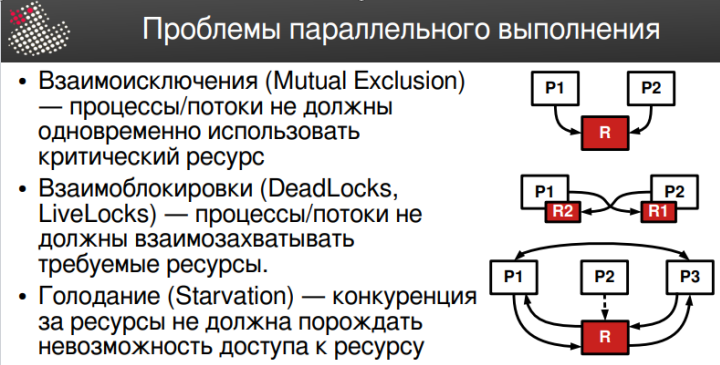 Проблемы параллельного выполнения
• Взаимоисключения (Mutual Exclusion)
— процессы/потоки не должны
одновременно использовать
критический ресурс
• Взаимоблокировки (DeadLocks,
LiveLocks) — процессы/потоки не
должны взаимозахватывать
требуемые ресурсы.
• Голодание (Starvation) — конкуренция
за ресурсы не должна порождать
невозможность доступа к ресурсу
P1 P2
R
P1 P2
R2 R1
P1 P2 P3
R